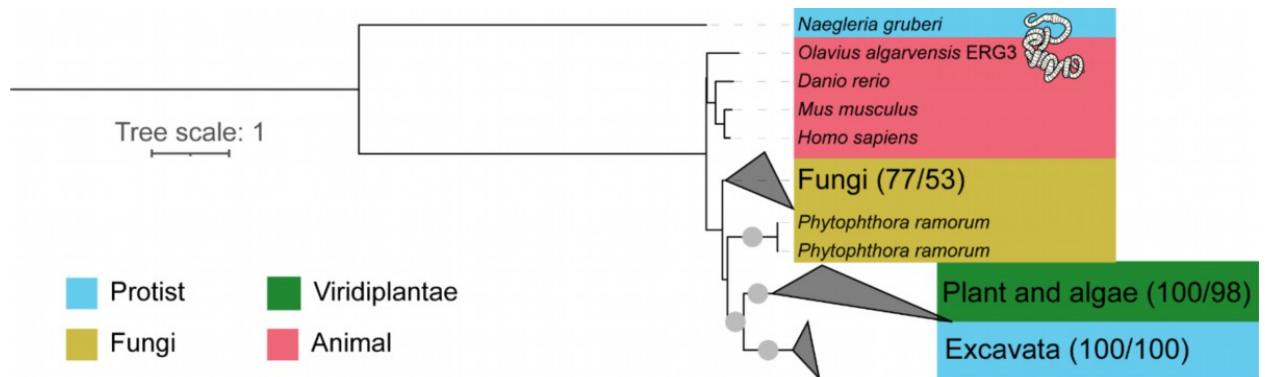 Naegleria gruberi
Olavius algarvensis ERG3
Danio rerio
Mus musculus
Homo sapiens
Tree scale: 1
Fungi (77/53)
Phytophthora ramorum
Phytophthora ramorum
Protist
Viridiplantae
Plant and algae (100/98)
Fungi
Animal
Excavata (100/100)